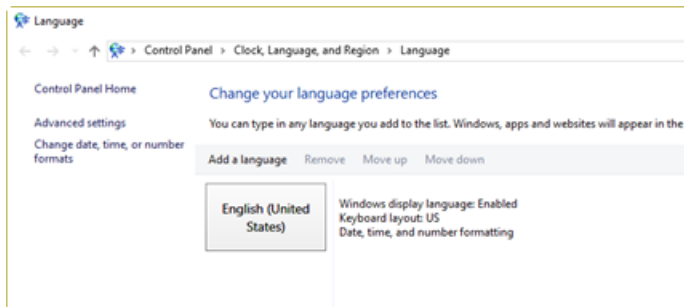 Language
Control Panel > Clock, Language, and Region > Language
Control Panel Home
Change your language preferences
Advanced settings
You can type in any language you add to the list. Windows, apps and websites will appear in the
Change date, time, or number
formats
Add a language Remove Move up Move down
English (United
States)
Windows display language: Enabled
Keyboard layout: US
Date, time, and number formatting